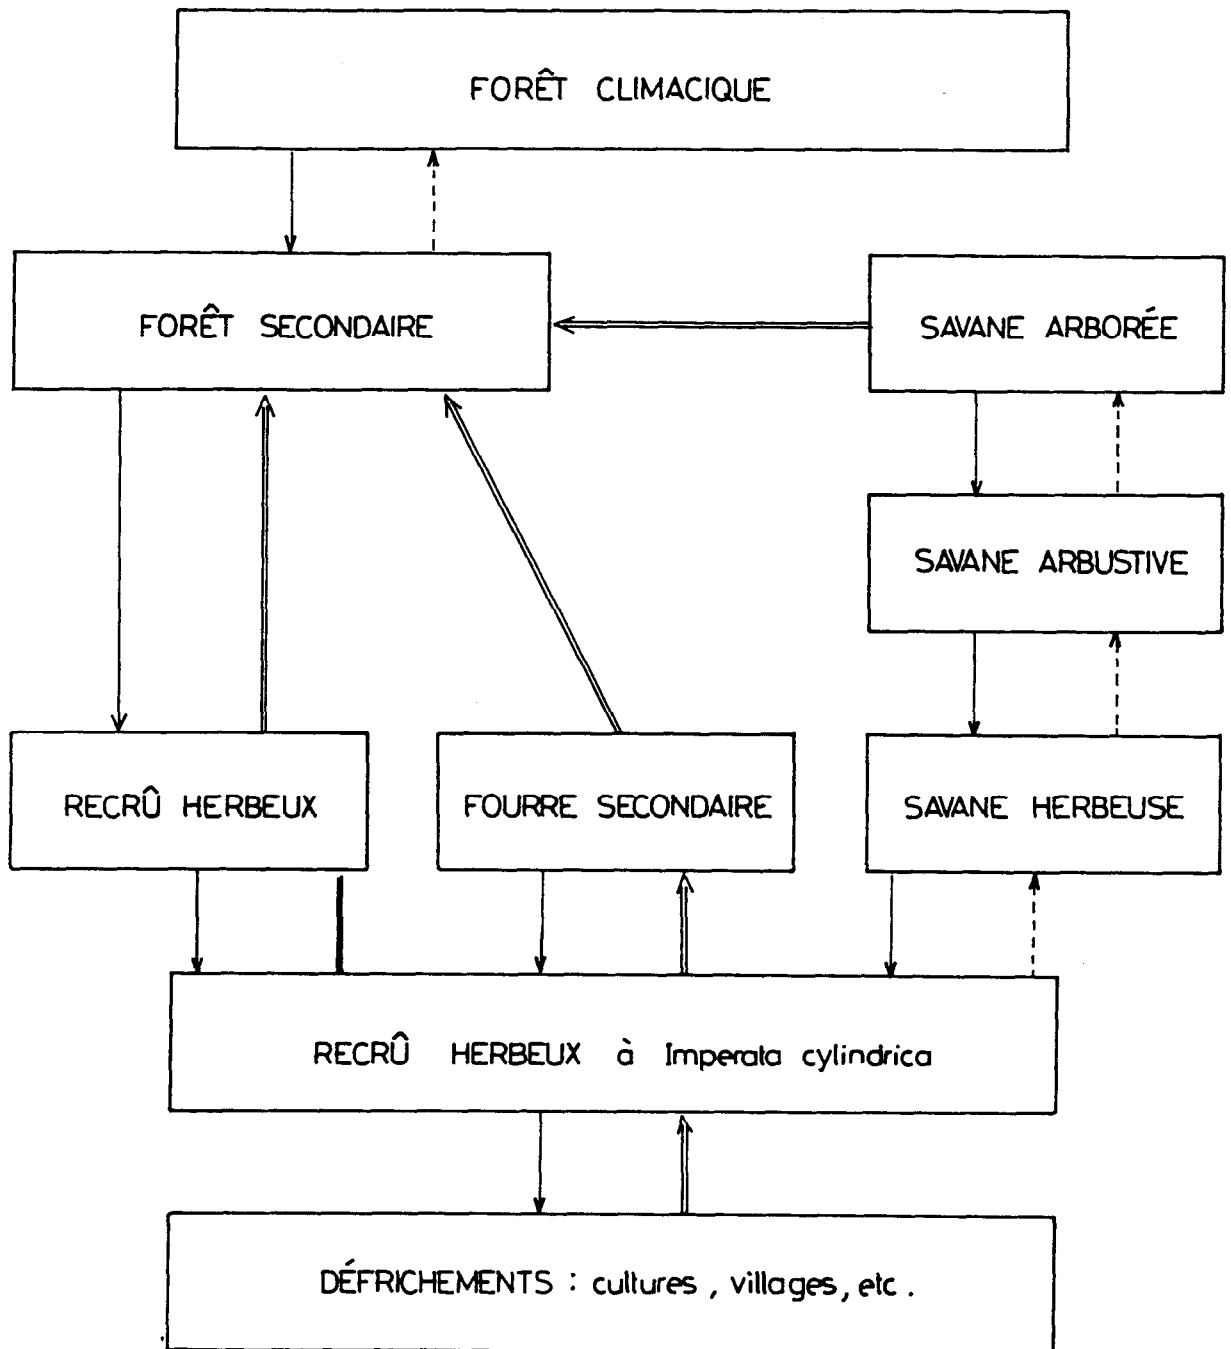 FORÊT CLIMACIQUE
FORÊT SECONDAIRE
SAVANE ARBORÉE
SAVANE ARBUSTIVE
RECRÛ HERBEUX
FOURRE SECONDAIRE
SAVANE HERBEUSE
RECRÛ HERBEUX à Imperata cylindrica
DÉFRICHEMENTS : cultures, villages, etc.